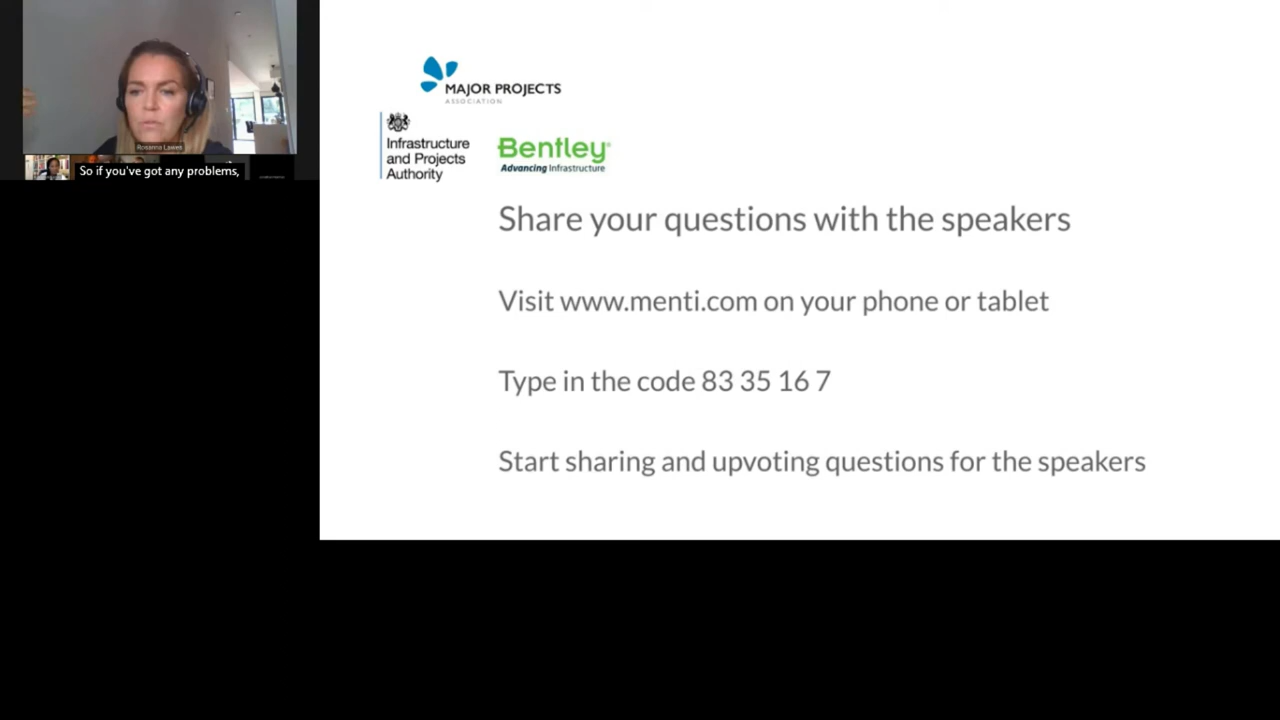 Rosanna Lawes
So if you've got any problems,
MAJOR PROJECTS
ASSOCIATION
Infrastructure
and Projects
Authority
Bentley
Advancing Infrastructure
Share your questions with the speakers
Visit www.menti.com on your phone or tablet
Type in the code 83 35 16 7
Start sharing and upvoting questions for the speakers